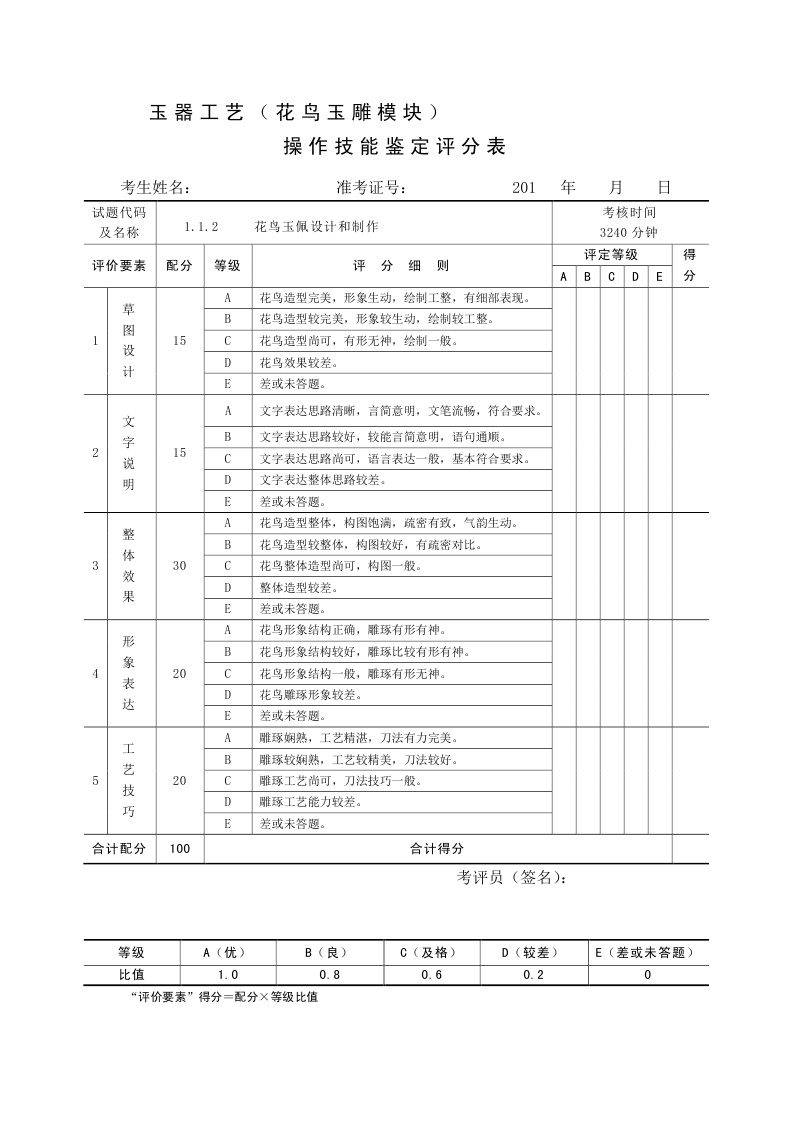 玉器工艺（花鸟玉雕模块）
操作技能鉴定评分表
考生姓名： 准考证号： 201 年 月 日
试题代码及名称 1.1.2 花鸟玉佩设计和制作 考核时间 3240 分钟
评价要素 配分 等级 评 分 细 则 评定等级 得分
A B C D E
1 草图设计 15
A 花鸟造型完美，形象生动，绘制工整，有细部表现。
B 花鸟造型较完美，形象较生动，绘制较工整。
C 花鸟造型尚可，有形无神，绘制一般。
D 花鸟效果较差。
E 差或未答题。
2 文字说明 15
A 文字表达思路清晰，言简意明，文笔流畅，符合要求。
B 文字表达思路较好，较能言简意明，语句通顺。
C 文字表达思路尚可，语言表达一般，基本符合要求。
D 文字表达整体思路较差。
E 差或未答题。
3 整体效果 30
A 花鸟造型整体，构图饱满，疏密有致，气韵生动。
B 花鸟造型较整体，构图较好，有疏密对比。
C 花鸟整体造型尚可，构图一般。
D 整体造型较差。
E 差或未答题。
4 形象表达 20
A 花鸟形象结构正确，雕琢有形有神。
B 花鸟形象结构较好，雕琢比较有形有神。
C 花鸟形象结构一般，雕琢有形无神。
D 花鸟雕琢形象较差。
E 差或未答题。
5 工艺技巧 20
A 雕琢娴熟，工艺精湛，刀法有力完美。
B 雕琢较娴熟，工艺较精美，刀法较好。
C 雕琢工艺尚可，刀法技巧一般。
D 雕琢工艺能力较差。
E 差或未答题。
合计配分 100 合计得分
考评员（签名）：
等级 A（优） B（良） C（及格） D（较差） E（差或未答题）
比值 1.0 0.8 0.6 0.2 0
“评价要素”得分＝配分×等级比值